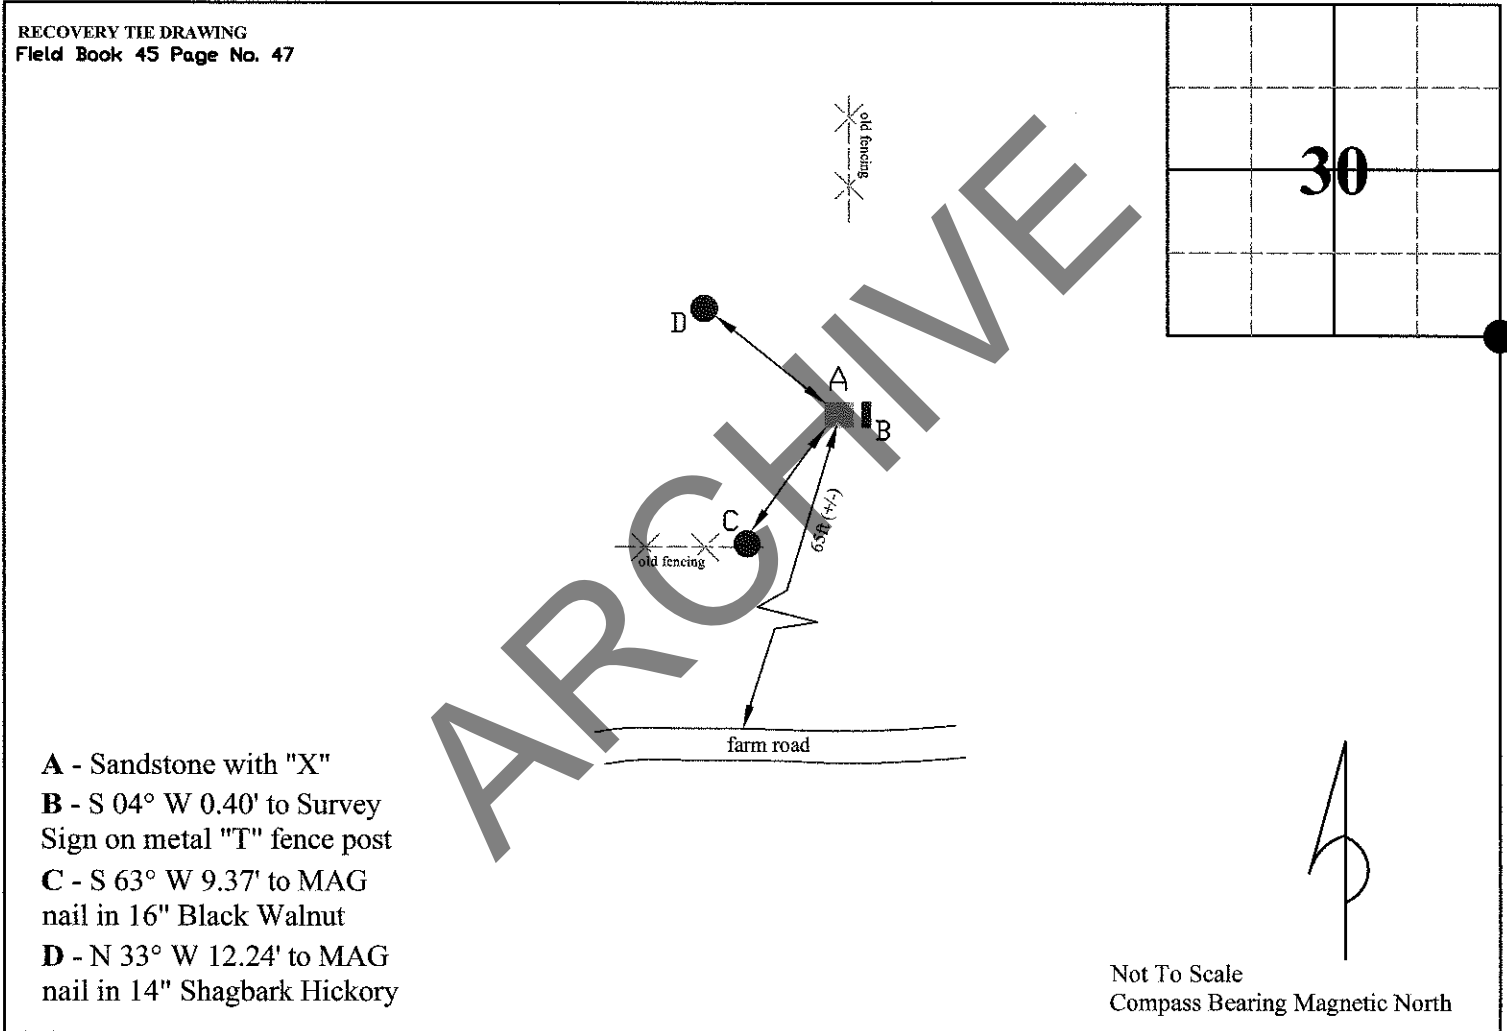 RECOVERY TIE DRAWING
Field Book 45 Page No. 47
30
old fencing
D
A
B
C
65ft (+/-)
old fencing
farm road
ARCHIVE
A - Sandstone with "X"
B - S 04° W 0.40' to Survey
Sign on metal "T" fence post
C - S 63° W 9.37' to MAG
nail in 16" Black Walnut
D - N 33° W 12.24' to MAG
nail in 14" Shagbark Hickory
Not To Scale
Compass Bearing Magnetic North